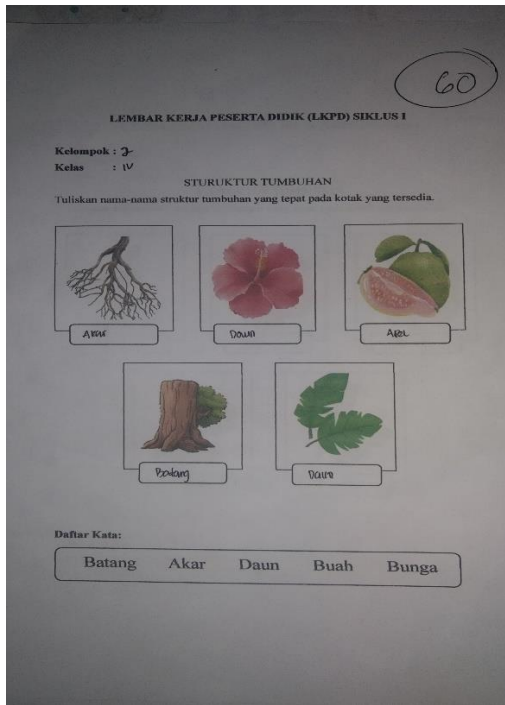 60
LEMBAR KERJA PESERTA DIDIK (LKPD) SIKLUS I
Kelompok : 2
Kelas : IV
STURUKTUR TUMBUHAN
Tuliskan nama-nama struktur tumbuhan yang tepat pada kotak yang tersedia.
Akar Daun APEL
Batang Daun
Daftar Kata:
Batang Akar Daun Buah Bunga